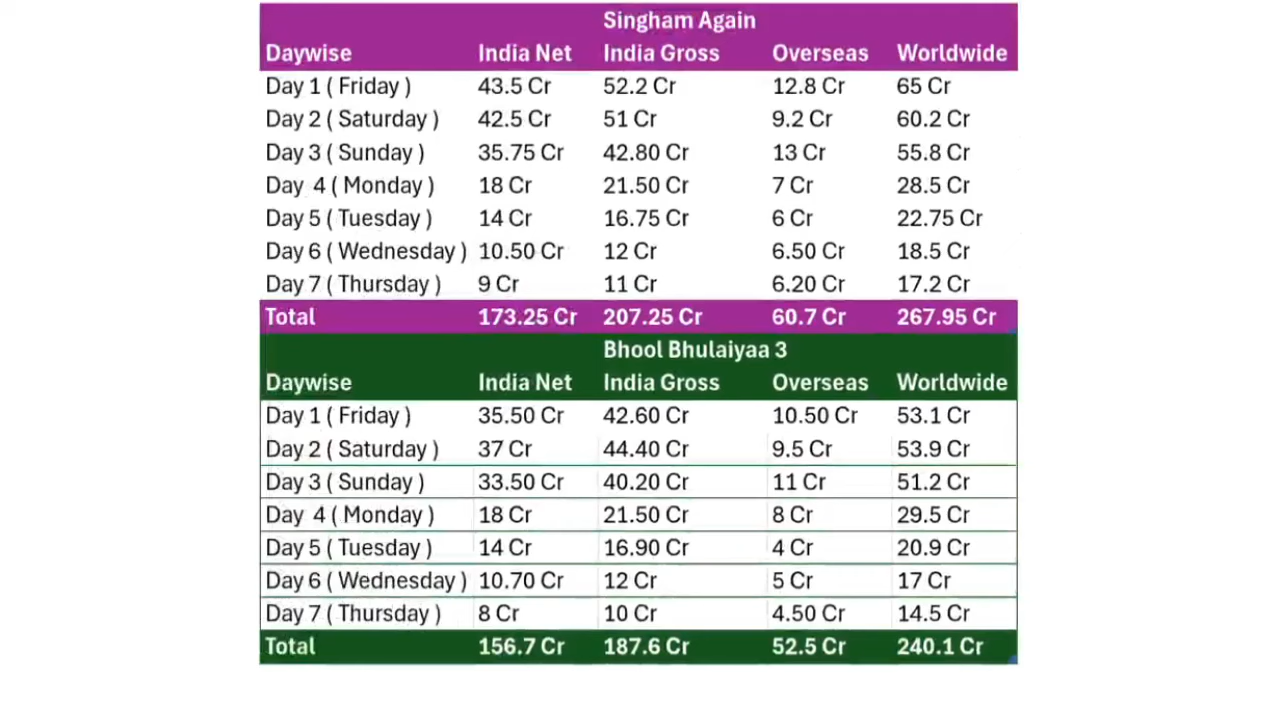 Singham Again
Daywise India Net India Gross Overseas Worldwide
Day 1 ( Friday ) 43.5 Cr 52.2 Cr 12.8 Cr 65 Cr
Day 2 ( Saturday ) 42.5 Cr 51 Cr 9.2 Cr 60.2 Cr
Day 3 ( Sunday ) 35.75 Cr 42.80 Cr 13 Cr 55.8 Cr
Day 4 ( Monday ) 18 Cr 21.50 Cr 7 Cr 28.5 Cr
Day 5 ( Tuesday ) 14 Cr 16.75 Cr 6 Cr 22.75 Cr
Day 6 ( Wednesday ) 10.50 Cr 12 Cr 6.50 Cr 18.5 Cr
Day 7 ( Thursday ) 9 Cr 11 Cr 6.20 Cr 17.2 Cr
Total 173.25 Cr 207.25 Cr 60.7 Cr 267.95 Cr
Bhool Bhulaiyaa 3
Daywise India Net India Gross Overseas Worldwide
Day 1 ( Friday ) 35.50 Cr 42.60 Cr 10.50 Cr 53.1 Cr
Day 2 ( Saturday ) 37 Cr 44.40 Cr 9.5 Cr 53.9 Cr
Day 3 ( Sunday ) 33.50 Cr 40.20 Cr 11 Cr 51.2 Cr
Day 4 ( Monday ) 18 Cr 21.50 Cr 8 Cr 29.5 Cr
Day 5 ( Tuesday ) 14 Cr 16.90 Cr 4 Cr 20.9 Cr
Day 6 ( Wednesday ) 10.70 Cr 12 Cr 5 Cr 17 Cr
Day 7 ( Thursday ) 8 Cr 10 Cr 4.50 Cr 14.5 Cr
Total 156.7 Cr 187.6 Cr 52.5 Cr 240.1 Cr